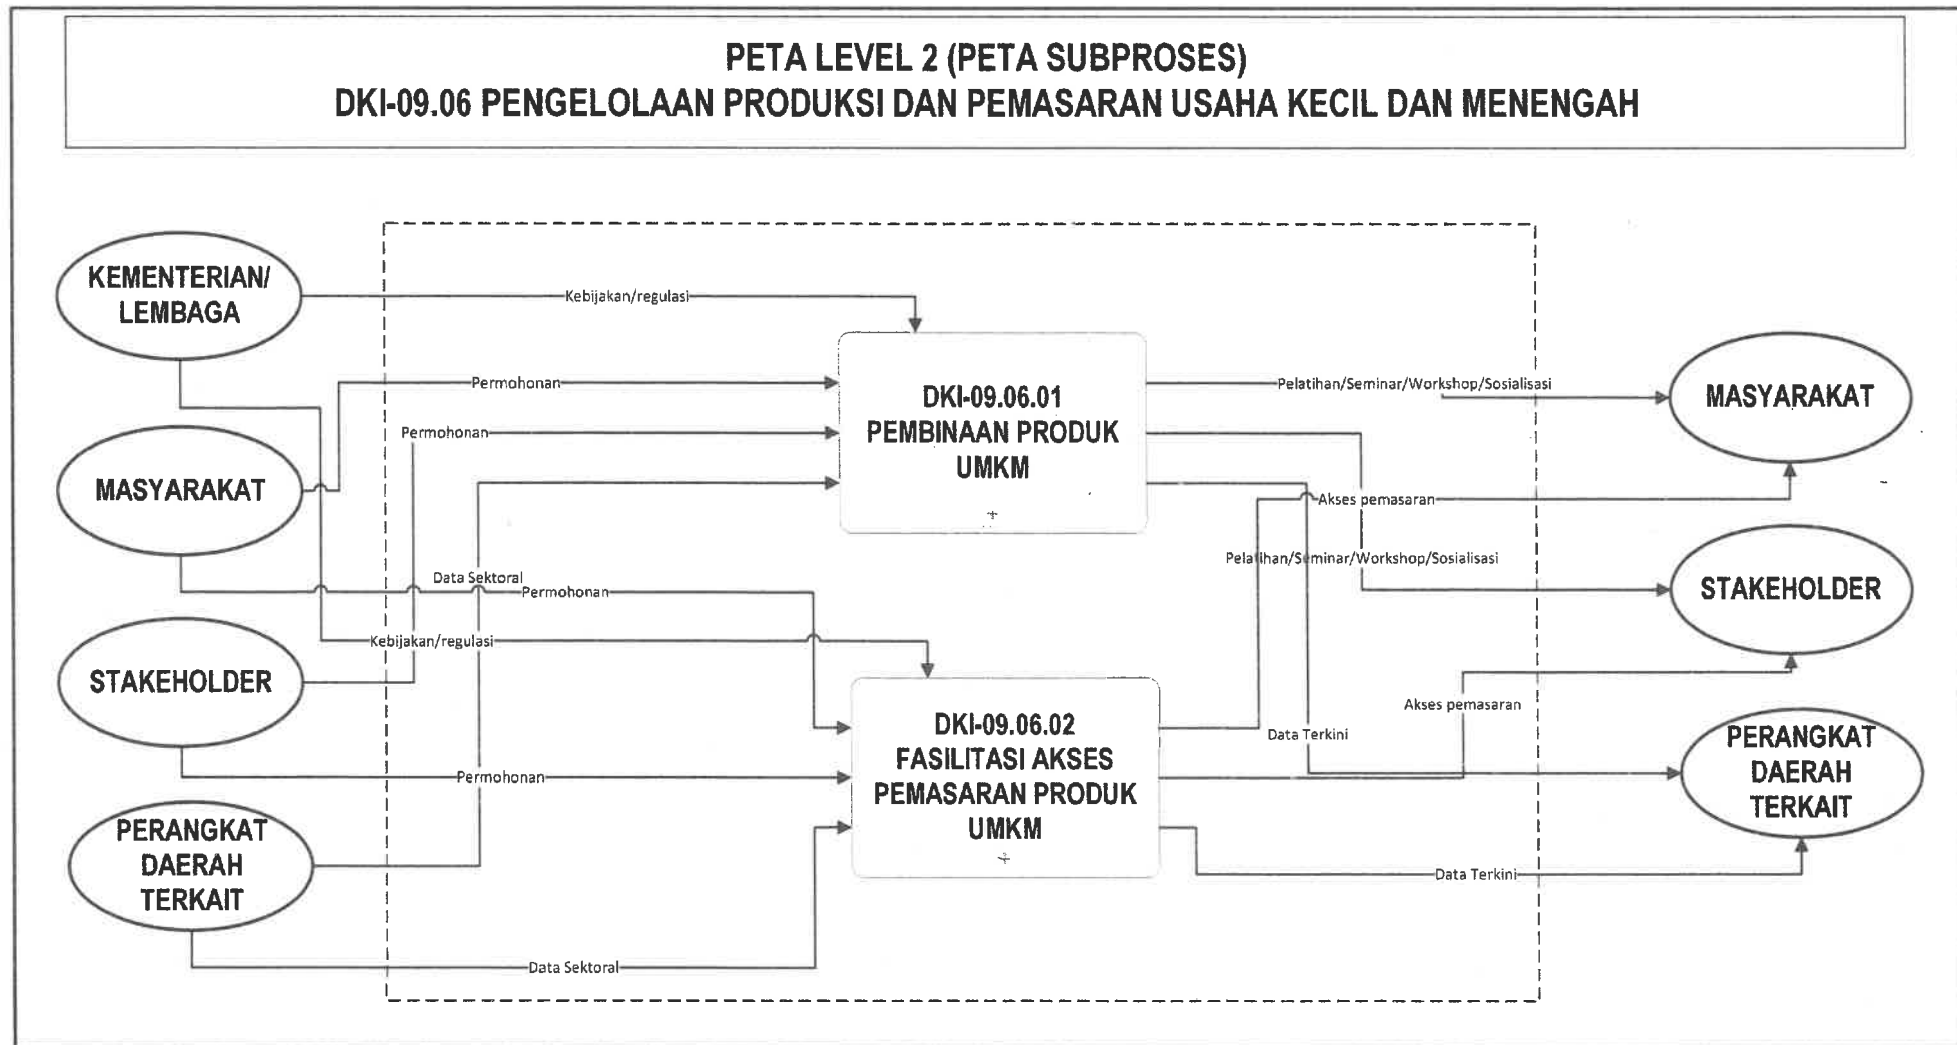 PETA LEVEL 2 (PETA SUBPROSES)
DKI-09.06 PENGELOLAAN PRODUKSI DAN PEMASARAN USAHA KECIL DAN MENENGAH
KEMENTERIAN/
LEMBAGA
Kebijakan/regulasi
MASYARAKAT
Permohonan
Permohonan
Data Sektoral
Permohonan
Kebijakan/regulasi
STAKEHOLDER
Permohonan
PERANGKAT
DAERAH
TERKAIT
Data Sektoral
DKI-09.06.01
PEMBINAAN PRODUK
UMKM
+
DKI-09.06.02
FASILITASI AKSES
PEMASARAN PRODUK
UMKM
+
Pelatihan/Seminar/Workshop/Sosialisasi
Akses pemasaran
Pelatihan/Seminar/Workshop/Sosialisasi
Akses pemasaran
Data Terkini
Data Terkini
MASYARAKAT
STAKEHOLDER
PERANGKAT
DAERAH
TERKAIT